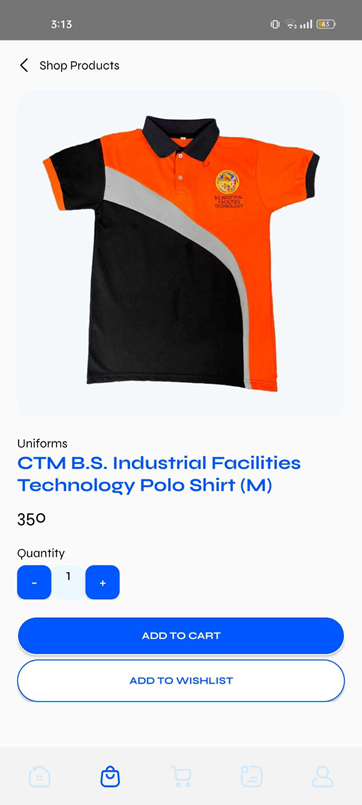 3:13
43
Shop Products
B.S. INDUSTRIAL
FACILITIES
TECHNOLOGY
Uniforms
CTM B.S. Industrial Facilities
Technology Polo Shirt (M)
350
Quantity
- 1 +
ADD TO CART
ADD TO WISHLIST